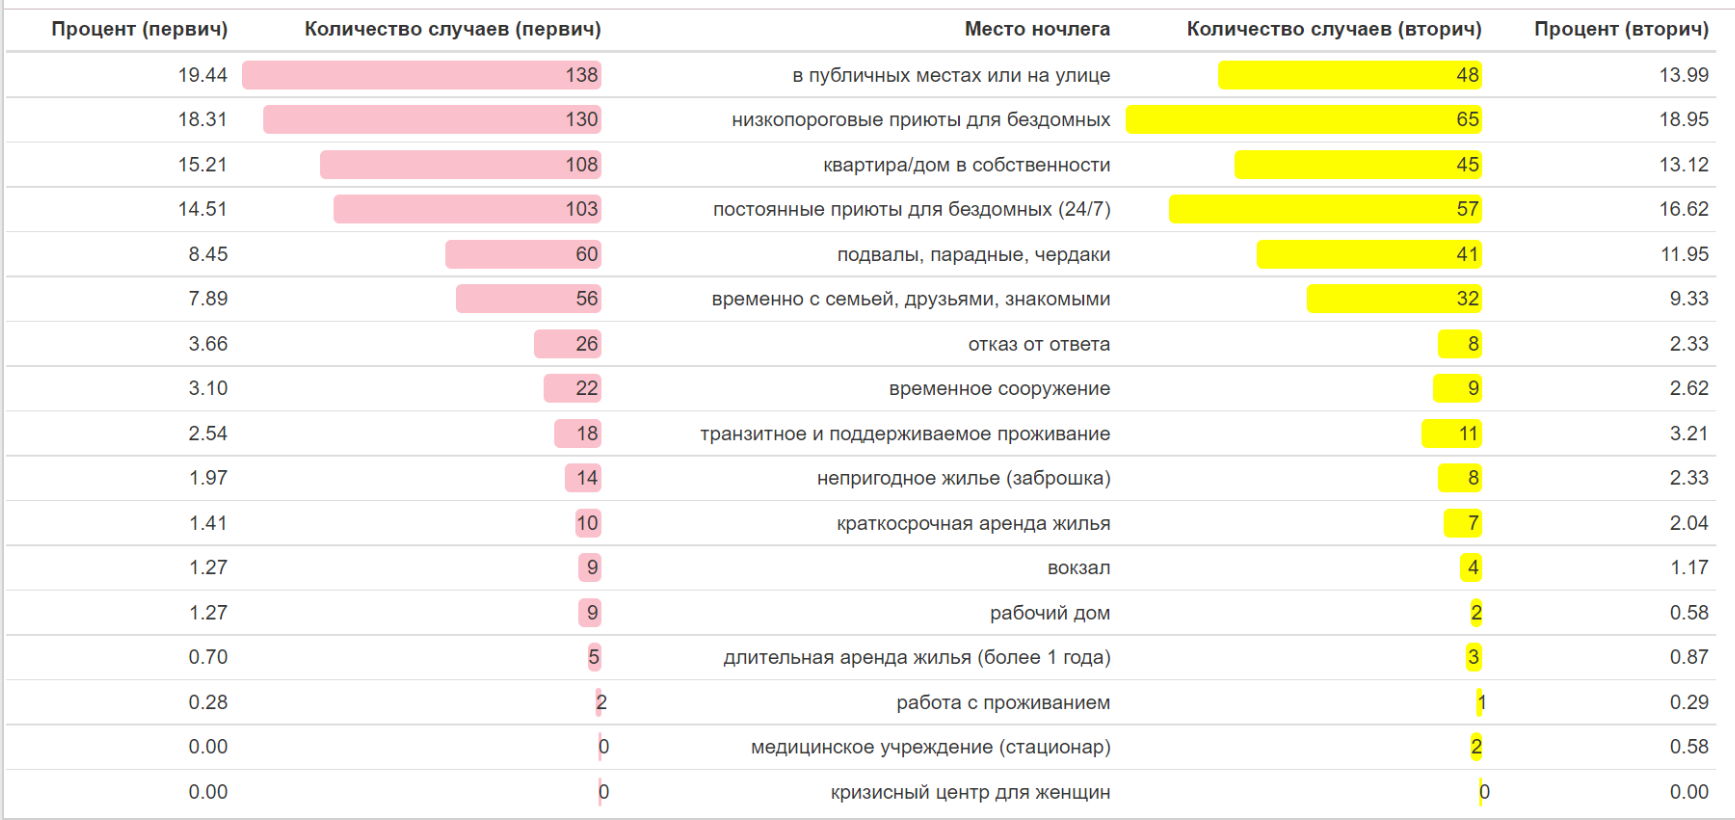 Процент (первич) Количество случаев (первич) Место ночлега Количество случаев (вторич) Процент (вторич)
19.44 138 в публичных местах или на улице 48 13.99
18.31 130 низкопороговые приюты для бездомных 65 18.95
15.21 108 квартира/дом в собственности 45 13.12
14.51 103 постоянные приюты для бездомных (24/7) 57 16.62
8.45 60 подвалы, парадные, чердаки 41 11.95
7.89 56 временно с семьей, друзьями, знакомыми 32 9.33
3.66 26 отказ от ответа 8 2.33
3.10 22 временное сооружение 9 2.62
2.54 18 транзитное и поддерживаемое проживание 11 3.21
1.97 14 непригодное жилье (заброшка) 8 2.33
1.41 10 краткосрочная аренда жилья 7 2.04
1.27 9 вокзал 4 1.17
1.27 9 рабочий дом 2 0.58
0.70 5 длительная аренда жилья (более 1 года) 3 0.87
0.28 2 работа с проживанием 1 0.29
0.00 0 медицинское учреждение (стационар) 2 0.58
0.00 0 кризисный центр для женщин 0 0.00